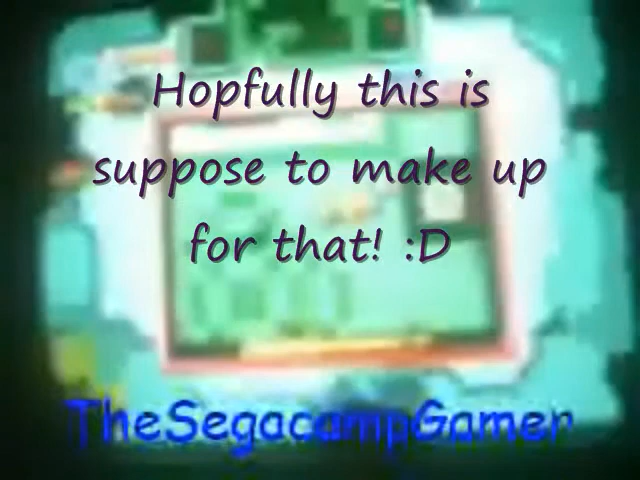 Hopfully this is
suppose to make up
for that! :D
TheSegacampGamer